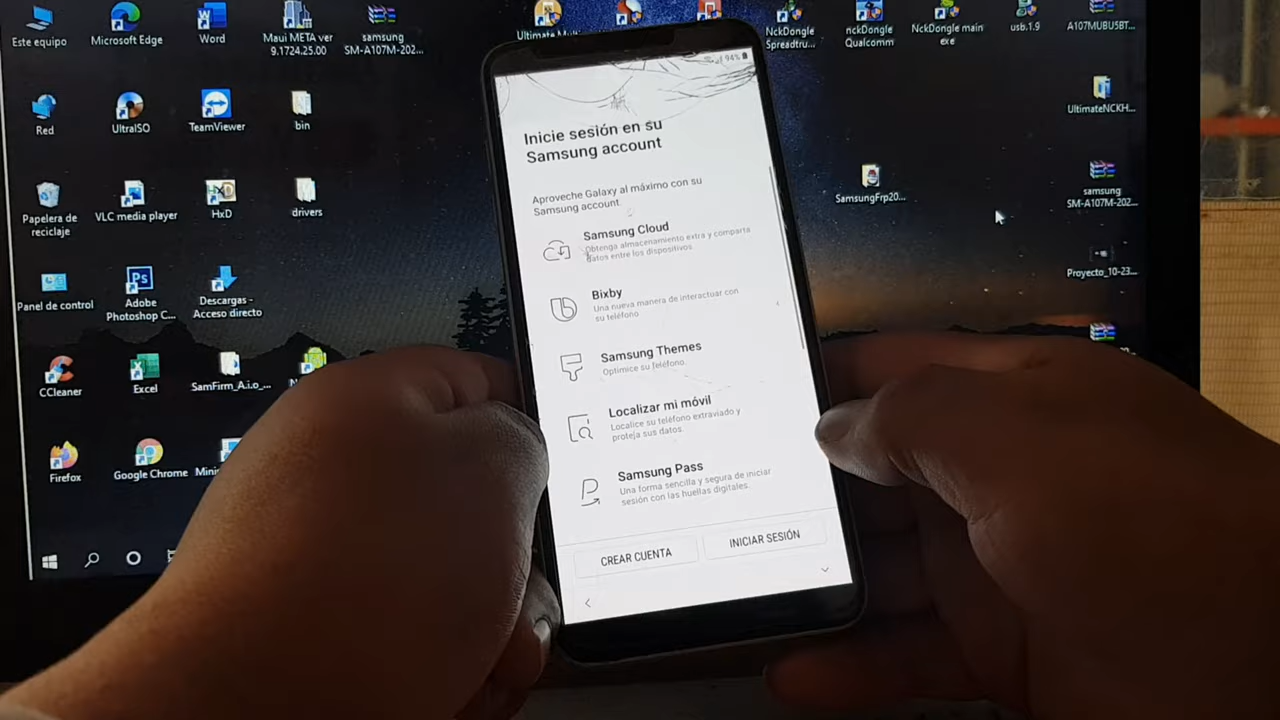 Este equipo
Microsoft Edge
Word
Maui META ver
9.1724.25.00
samsung
SM-A107M-202...
nckDongle
Spreadtru...
nckDongle
Qualcomm
NckDongle main
exe
usb.1.9
A107MUBU5BT...
Red
UltraISO
TeamViewer
bin
UltimateNCKH...
Papelera de
reciclaje
VLC media player
HxD
drivers
SamsungFrp20...
samsung
SM-A107M-202...
Panel de control
Adobe
Photoshop C...
Descargas -
Acceso directo
Proyecto_10-23...
CCleaner
Excel
SamFirm_A.i.o_...
Firefox
Google Chrome
94%
Inicie sesión en su
Samsung account
Aproveche Galaxy al máximo con su
Samsung account.
Samsung Cloud
Obtenga almacenamiento extra y comparta
datos entre los dispositivos.
Bixby
Una nueva manera de interactuar con
su teléfono.
Samsung Themes
Optimice su teléfono.
Localizar mi móvil
Localice su teléfono extraviado y
proteja sus datos.
Samsung Pass
Una forma sencilla y segura de iniciar
sesión con las huellas digitales.
CREAR CUENTA
INICIAR SESIÓN